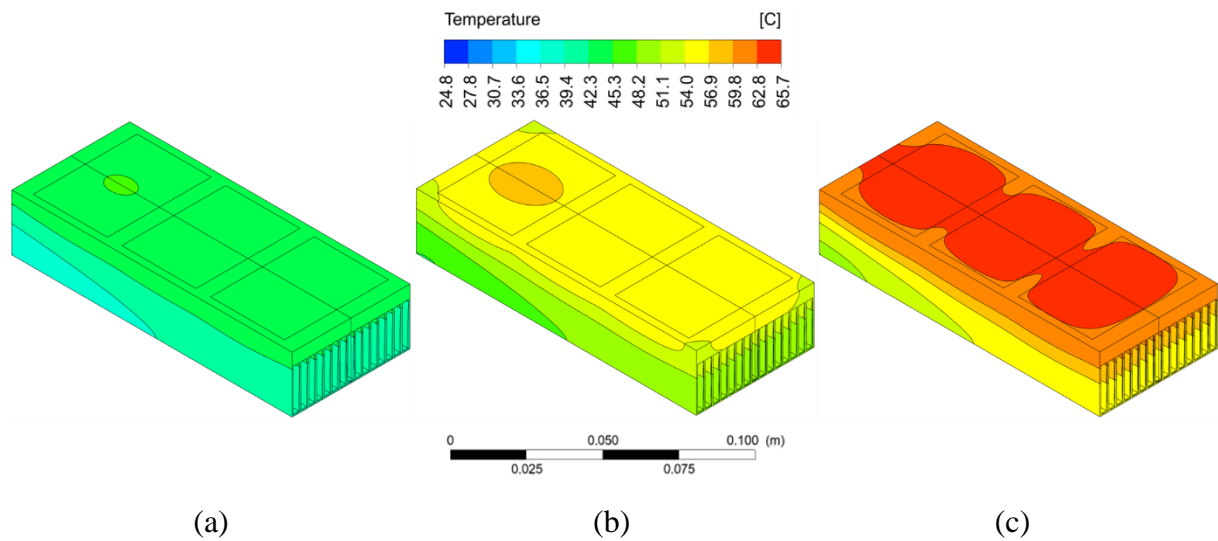 Temperature [C]
24.8 27.8 30.7 33.6 36.5 39.4 42.3 45.3 48.2 51.1 54.0 56.9 59.8 62.8 65.7
0 0.050 0.100 (m)
0.025 0.075
(a) (b) (c)